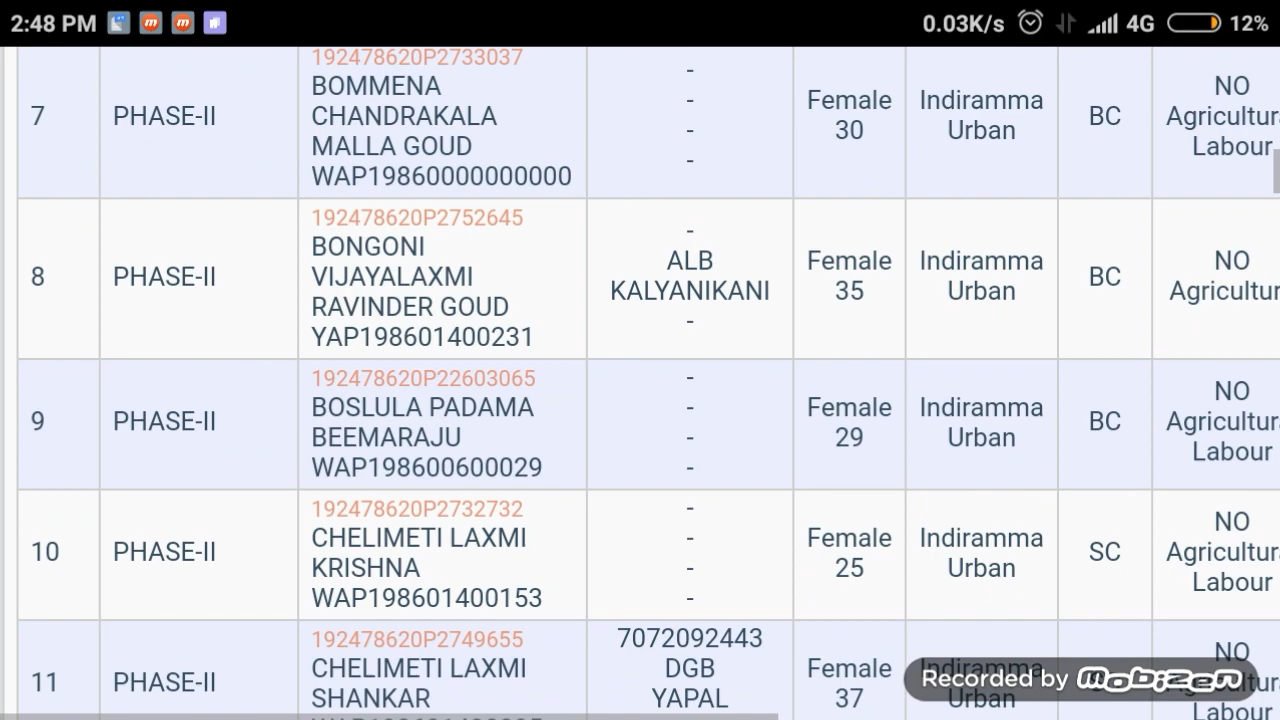 2:48 PM 0.03K/s 4G 12%
192478620P2733037
7 PHASE-II BOMMENA CHANDRAKALA MALLA GOUD
WAP19860000000000
-
-
-
-
Female
30
Indiramma
Urban
BC
NO
Agricultur
Labour
192478620P2752645
8 PHASE-II BONGONI
VIJAYALAXMI
RAVINDER GOUD
YAP198601400231
-
ALB
KALYANIKANI
-
Female
35
Indiramma
Urban
BC
NO
Agricultur
192478620P22603065
9 PHASE-II BOSLULA PADAMA
BEEMARAJU
WAP198600600029
-
-
-
-
Female
29
Indiramma
Urban
BC
NO
Agricultur
Labour
192478620P2732732
10 PHASE-II CHELIMETI LAXMI
KRISHNA
WAP198601400153
-
-
-
-
Female
25
Indiramma
Urban
SC
NO
Agricultur
Labour
192478620P2749655
11 PHASE-II CHELIMETI LAXMI
SHANKAR
7072092443
DGB
YAPAL
Female
37
Indiramma
Urban
NO
Labour
Recorded by mobizen